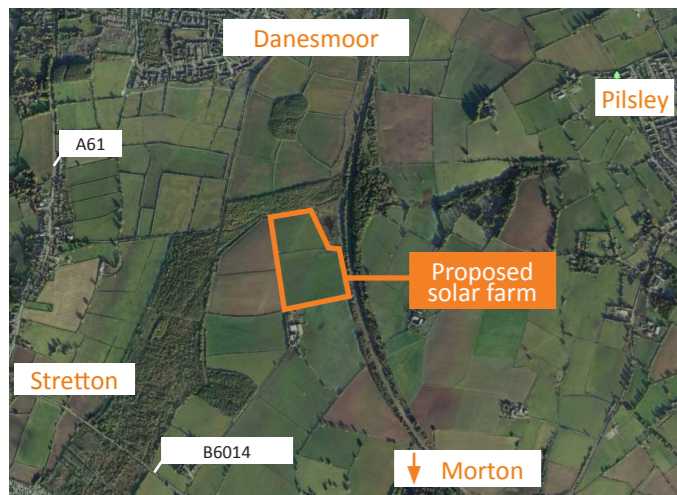 Danesmoor
Pilsley
A61
Proposed
solar farm
Stretton
B6014
Morton